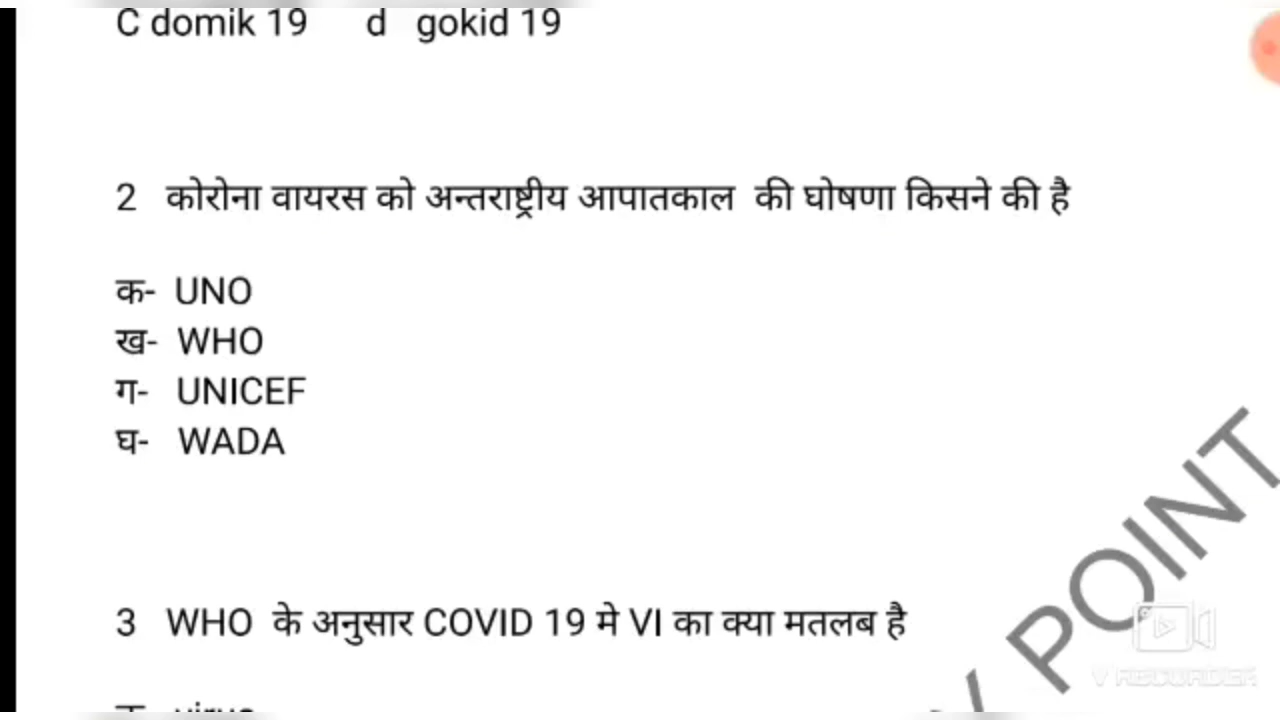 C domik 19 d gokid 19
2 कोरोना वायरस को अन्तराष्ट्रीय आपातकाल की घोषणा किसने की है
क- UNO
ख- WHO
ग- UNICEF
घ- WADA
3 WHO के अनुसार COVID 19 मे VI का क्या मतलब है
POINT
V RECORDER